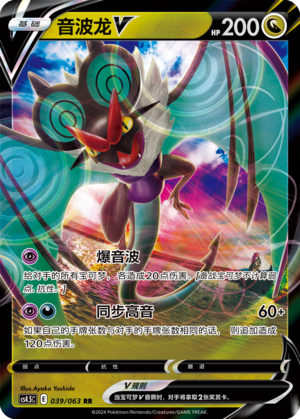 基础
音波龙V
HP 200
爆音波
给对手的所有宝可梦，各造成20点伤害。[备战宝可梦不计算弱
点、抗性。]
同步高音 60+
如果自己的手牌张数与对手的手牌张数相同的话，则追加造成
120点伤害。
弱点 抗性 撤退
Illus.Ayaka Yoshida
V规则
当宝可梦V昏厥时，对手将拿取2张奖赏卡。
CS4.5C E 039/063 RR
©2024 Pokémon/Nintendo/Creatures/GAME FREAK.